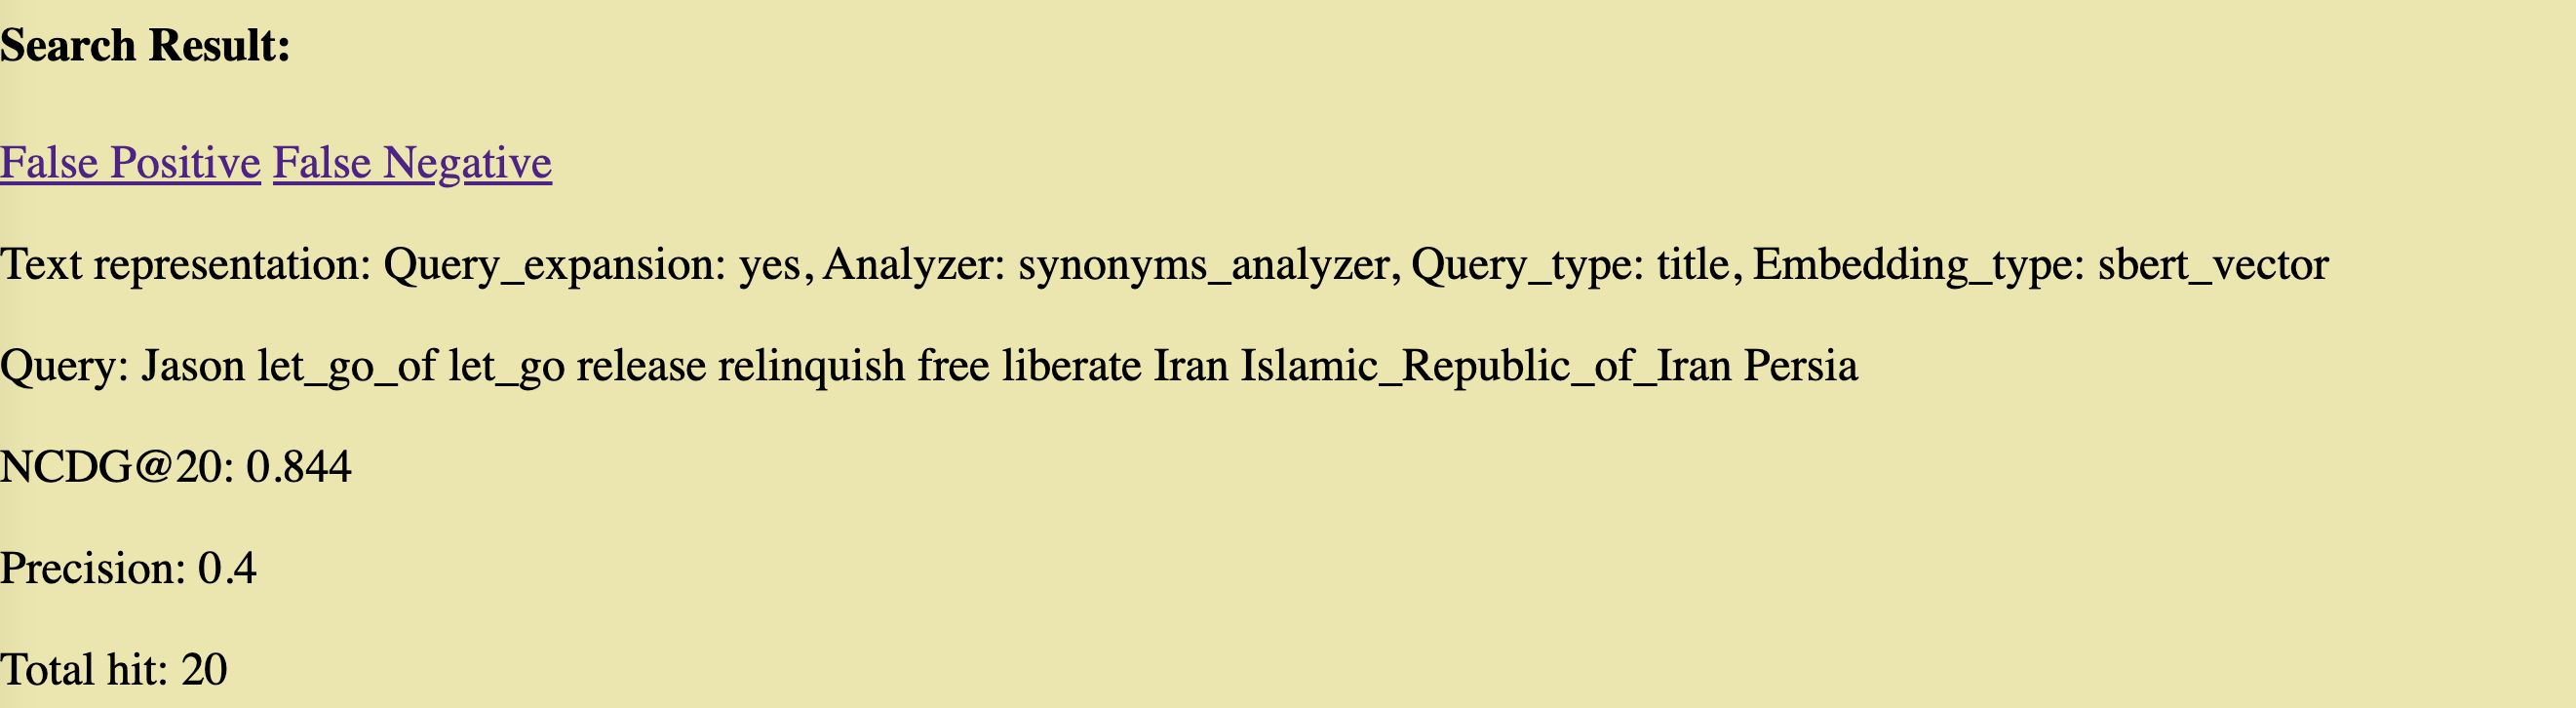 Search Result:
False Positive False Negative
Text representation: Query_expansion: yes, Analyzer: synonyms_analyzer, Query_type: title, Embedding_type: sbert_vector
Query: Jason let_go_of let_go release relinquish free liberate Iran Islamic_Republic_of_Iran Persia
NCDG@20: 0.844
Precision: 0.4
Total hit: 20